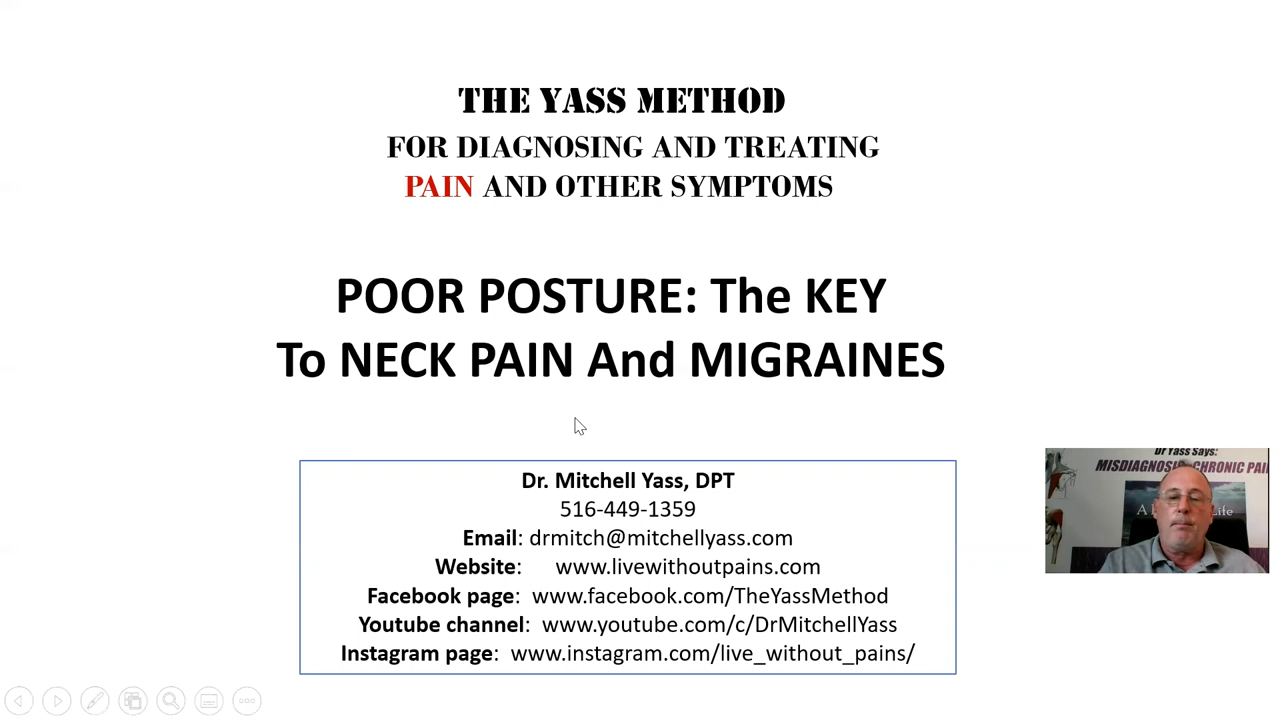 THE YASS METHOD
FOR DIAGNOSING AND TREATING
PAIN AND OTHER SYMPTOMS
POOR POSTURE: The KEY
To NECK PAIN And MIGRAINES
Dr. Mitchell Yass, DPT
516-449-1359
Email: drmitch@mitchellyass.com
Website: www.livewithoutpains.com
Facebook page: www.facebook.com/TheYassMethod
Youtube channel: www.youtube.com/c/DrMitchellYass
Instagram page: www.instagram.com/live_without_pains/
Dr Yass Says:
MISDIAGNOSIS CHRONIC PAI
A Life